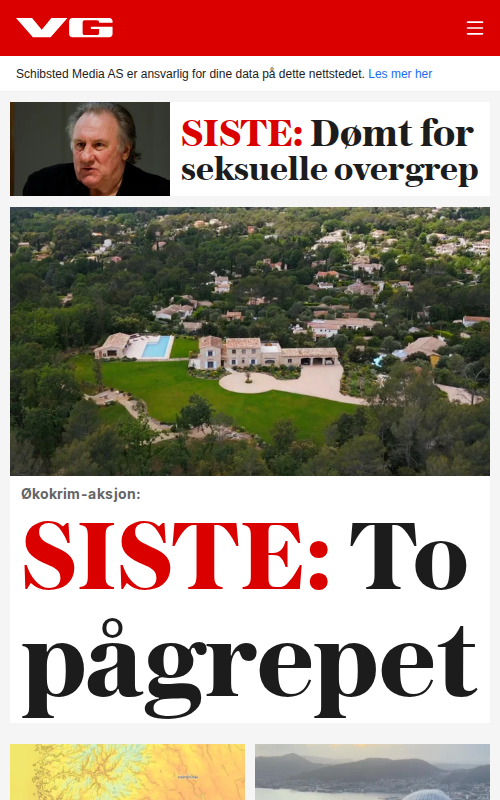 VG
Schibsted Media AS er ansvarlig for dine data på dette nettstedet. Les mer her
SISTE: Dømt for
seksuelle overgrep
Økokrim-aksjon:
SISTE: To
pågrepet